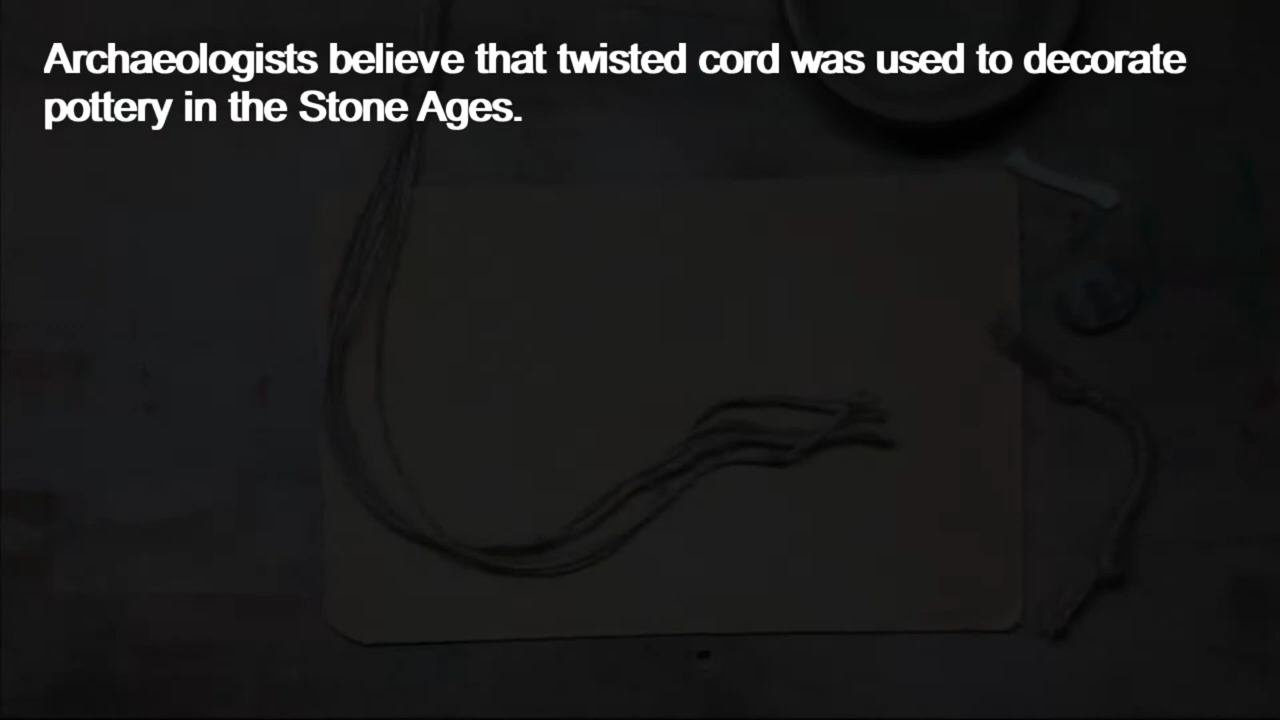 Archaeologists believe that twisted cord was used to decorate
pottery in the Stone Ages.